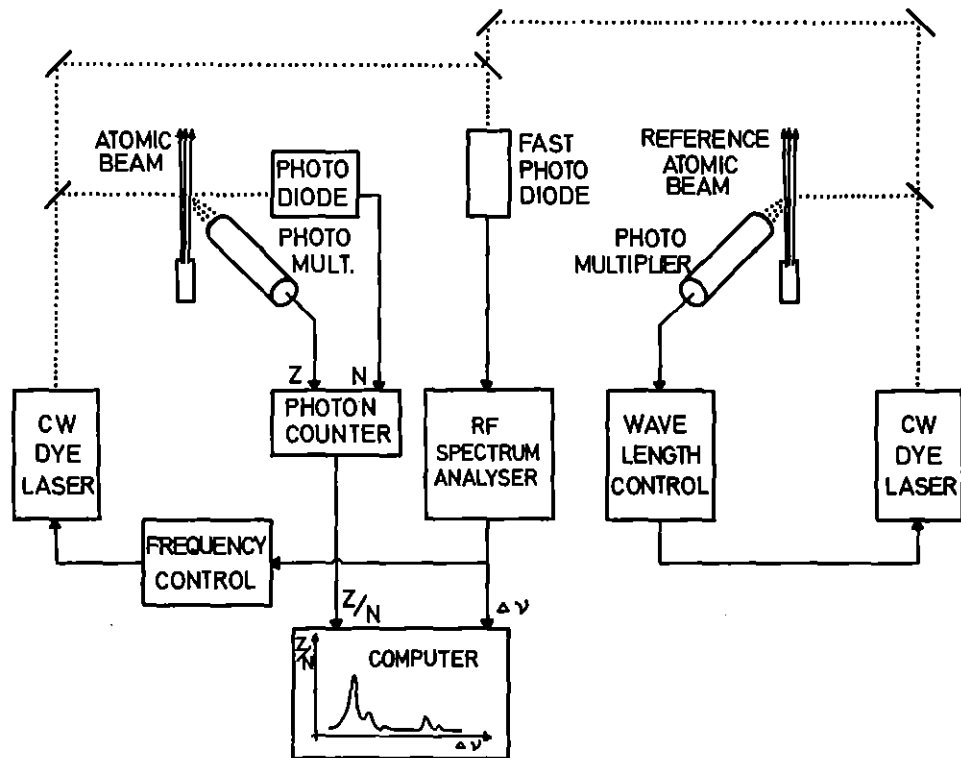 ATOMIC
BEAM
PHOTO
DIODE
PHOTO
MULT.
FAST
PHOTO
DIODE
REFERENCE
ATOMIC
BEAM
PHOTO
MULTIPLIER
Z
N
CW
DYE
LASER
PHOTON
COUNTER
RF
SPECTRUM
ANALYSER
WAVE
LENGTH
CONTROL
CW
DYE
LASER
FREQUENCY
CONTROL
Z/N
Δν
Z/N
COMPUTER
Δν